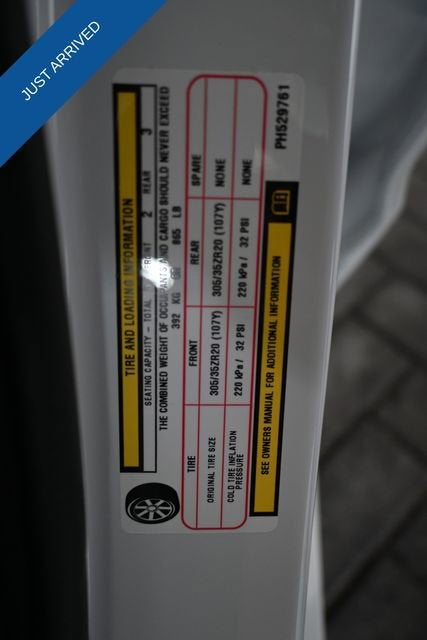 JUST ARRIVED
TIRE AND LOADING INFORMATION
SEATING CAPACITY – TOTAL FRONT 2 REAR 3
THE COMBINED WEIGHT OF OCCUPANTS AND CARGO SHOULD NEVER EXCEED
392 KG OR 865 LB
TIRE FRONT REAR SPARE
ORIGINAL TIRE SIZE 305/35ZR20 (107Y) 305/35ZR20 (107Y) NONE
COLD TIRE INFLATION PRESSURE 220 kPa / 32 PSI 220 kPa / 32 PSI NONE
SEE OWNERS MANUAL FOR ADDITIONAL INFORMATION
PH529761